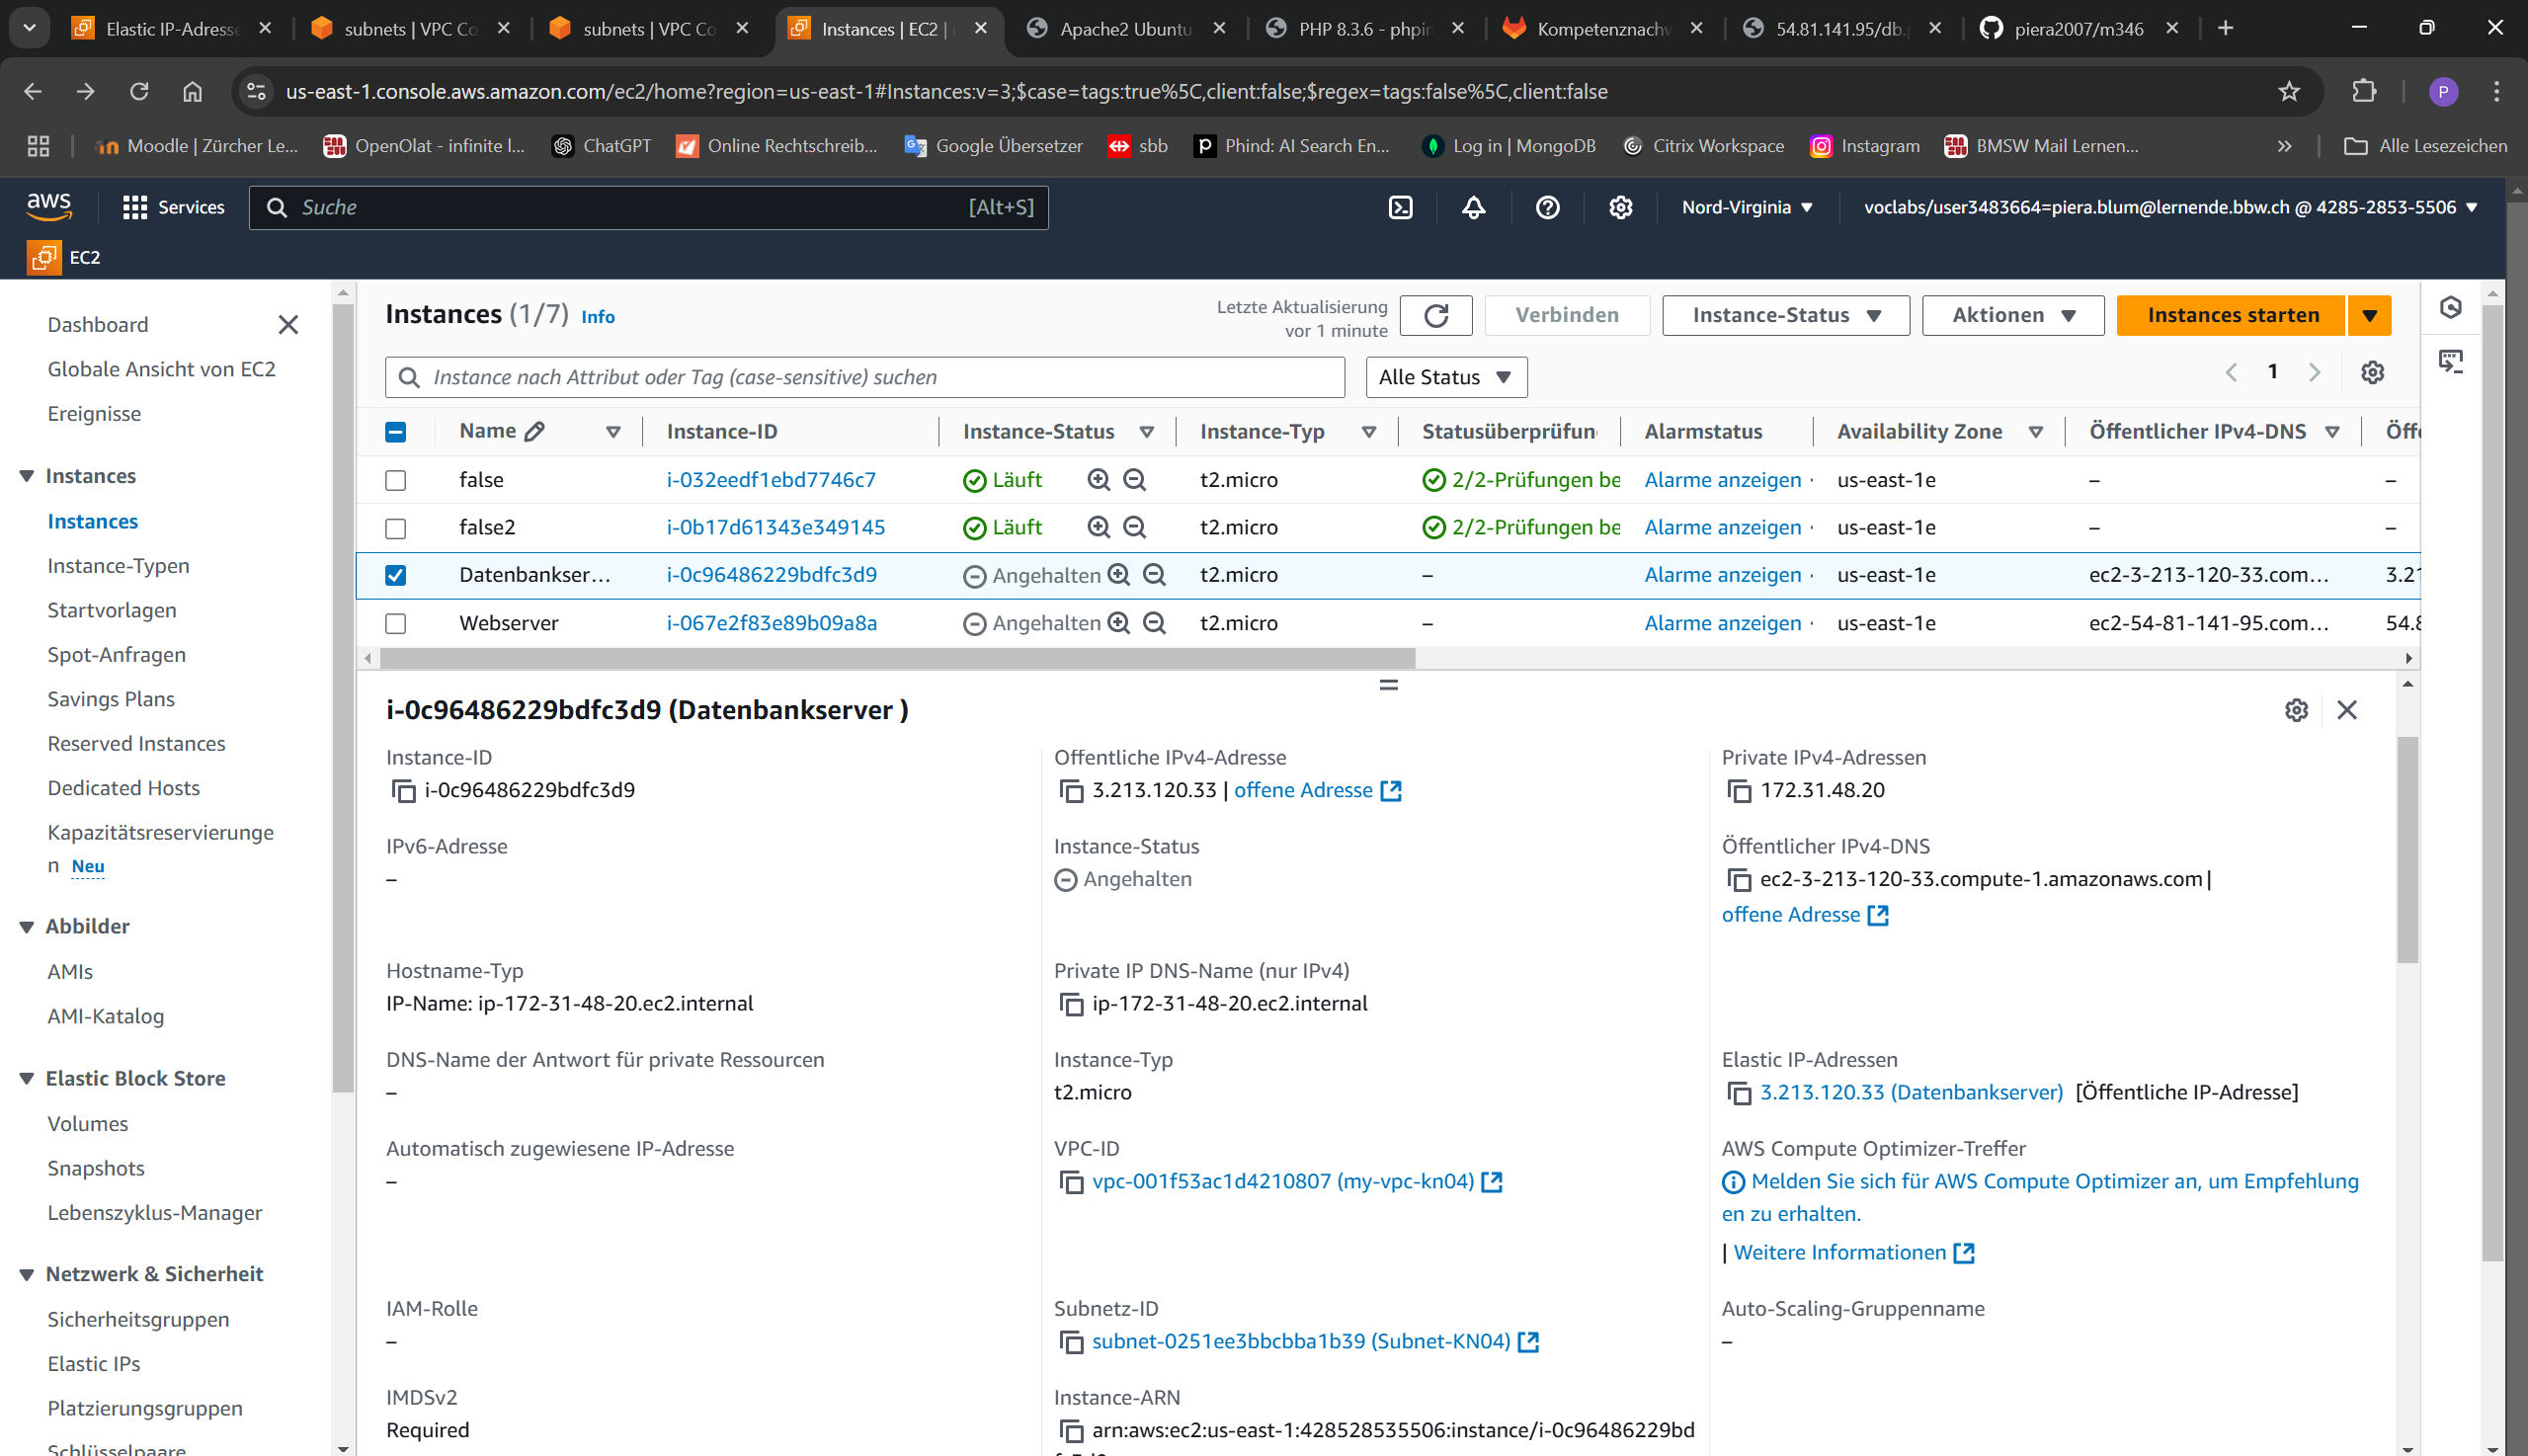 Elastic IP-Adresse
subnets | VPC Co
subnets | VPC Co
Instances | EC2 |
Apache2 Ubuntu
PHP 8.3.6 - phpin
Kompetenznachw
54.81.141.95/db.p
piera2007/m346
us-east-1.console.aws.amazon.com/ec2/home?region=us-east-1#Instances:v=3;$case=tags:true%5C,client:false;$regex=tags:false%5C,client:false
P
Moodle | Zürcher Le...
OpenOlat - infinite l...
ChatGPT
Online Rechtschreib...
Google Übersetzer
sbb
Phind: AI Search En...
Log in | MongoDB
Citrix Workspace
Instagram
BMSW Mail Lernen...
Alle Lesezeichen
aws
Services
Suche [Alt+S]
Nord-Virginia
voclabs/user3483664=piera.blum@lernende.bbw.ch @ 4285-2853-5506
EC2
Dashboard
Globale Ansicht von EC2
Ereignisse
Instances
Instances
Instance-Typen
Startvorlagen
Spot-Anfragen
Savings Plans
Reserved Instances
Dedicated Hosts
Kapazitätsreservierunge
n Neu
Abbilder
AMIs
AMI-Katalog
Elastic Block Store
Volumes
Snapshots
Lebenszyklus-Manager
Netzwerk & Sicherheit
Sicherheitsgruppen
Elastic IPs
Platzierungsgruppen
Schlüsselpaare
Instances (1/7) Info
Letzte Aktualisierung
vor 1 minute
Verbinden
Instance-Status
Aktionen
Instances starten
Instance nach Attribut oder Tag (case-sensitive) suchen
Alle Status
1
Name Instance-ID Instance-Status Instance-Typ Statusüberprüfun Alarmstatus Availability Zone Öffentlicher IPv4-DNS Öffe
false i-032eedf1ebd7746c7 Läuft t2.micro 2/2-Prüfungen be Alarme anzeigen us-east-1e – –
false2 i-0b17d61343e349145 Läuft t2.micro 2/2-Prüfungen be Alarme anzeigen us-east-1e – –
Datenbankser... i-0c96486229bdfc3d9 Angehalten t2.micro – Alarme anzeigen us-east-1e ec2-3-213-120-33.com... 3.21
Webserver i-067e2f83e89b09a8a Angehalten t2.micro – Alarme anzeigen us-east-1e ec2-54-81-141-95.com... 54.8
i-0c96486229bdfc3d9 (Datenbankserver )
Instance-ID
i-0c96486229bdfc3d9
Öffentliche IPv4-Adresse
3.213.120.33 | offene Adresse
Private IPv4-Adressen
172.31.48.20
IPv6-Adresse
–
Instance-Status
Angehalten
Öffentlicher IPv4-DNS
ec2-3-213-120-33.compute-1.amazonaws.com |
offene Adresse
Hostname-Typ
IP-Name: ip-172-31-48-20.ec2.internal
Private IP DNS-Name (nur IPv4)
ip-172-31-48-20.ec2.internal
DNS-Name der Antwort für private Ressourcen
–
Instance-Typ
t2.micro
Elastic IP-Adressen
3.213.120.33 (Datenbankserver) [Öffentliche IP-Adresse]
Automatisch zugewiesene IP-Adresse
–
VPC-ID
vpc-001f53ac1d4210807 (my-vpc-kn04)
AWS Compute Optimizer-Treffer
Melden Sie sich für AWS Compute Optimizer an, um Empfehlung
en zu erhalten.
| Weitere Informationen
IAM-Rolle
–
Subnetz-ID
subnet-0251ee3bbcbba1b39 (Subnet-KN04)
Auto-Scaling-Gruppenname
–
IMDSv2
Required
Instance-ARN
arn:aws:ec2:us-east-1:428528535506:instance/i-0c96486229bd